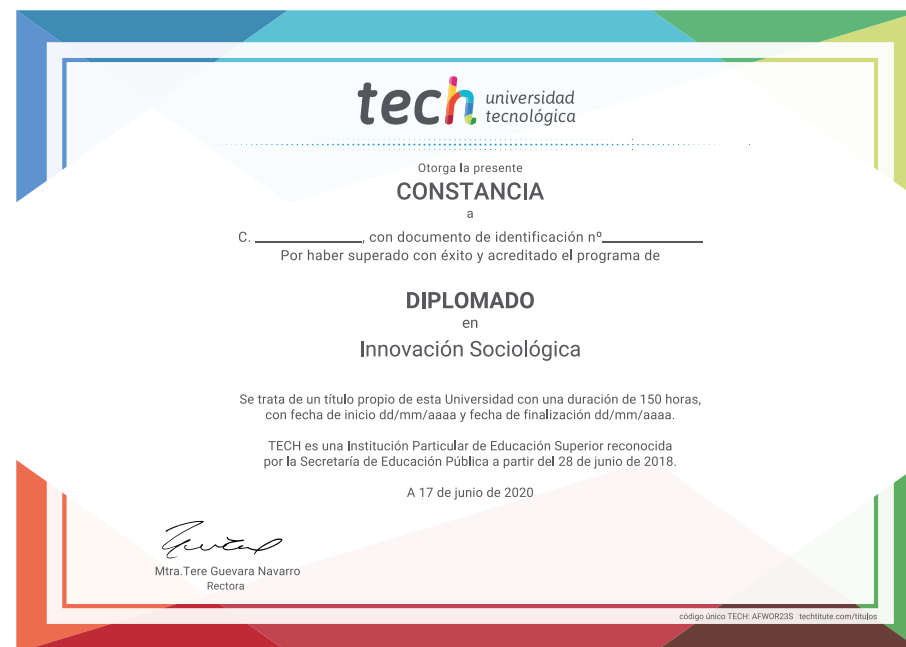 tech universidad
tecnológica
Otorga la presente
CONSTANCIA
a
C. ____________, con documento de identificación nº____________
Por haber superado con éxito y acreditado el programa de
DIPLOMADO
en
Innovación Sociológica
Se trata de un título propio de esta Universidad con una duración de 150 horas,
con fecha de inicio dd/mm/aaaa y fecha de finalización dd/mm/aaaa.
TECH es una Institución Particular de Educación Superior reconocida
por la Secretaría de Educación Pública a partir del 28 de junio de 2018.
A 17 de junio de 2020
Mtra.Tere Guevara Navarro
Rectora
código único TECH: AFWOR23S techtitute.com/titulos